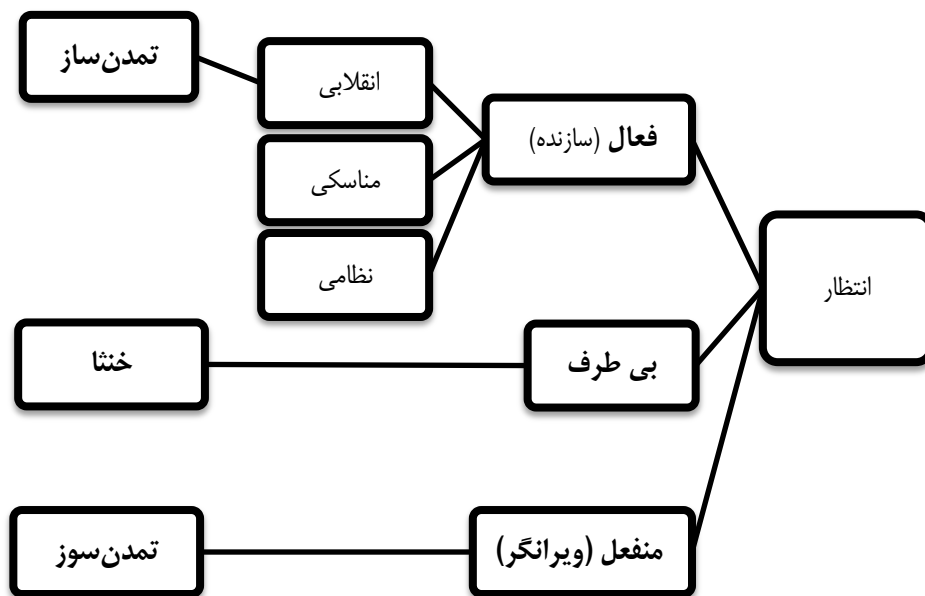 انتظار
فعال (سازنده)
انقلابی
تمدن‌ساز
مناسکی
نظامی
بی طرف
خنثا
منفعل (ویرانگر)
تمدن‌سوز